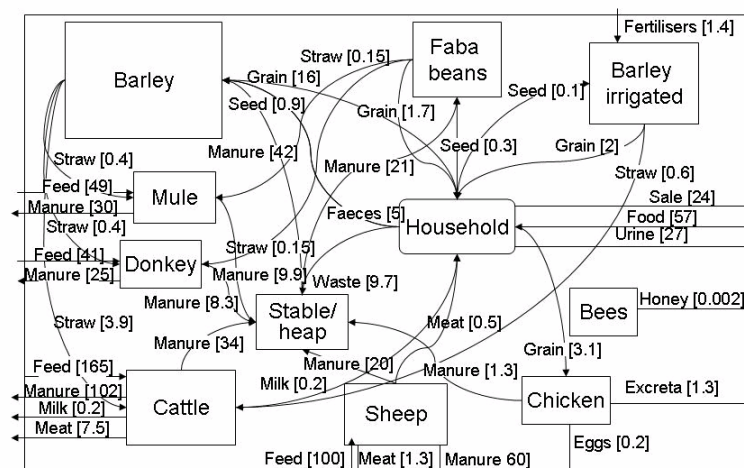 Fertilisers [1.4]
Barley
Grain [16]
Seed [0.9]
Straw [0.15]
Faba
beans
Barley
irrigated
Seed [0.1]
Grain [1.7]
Seed [0.3]
Grain [2]
Straw [0.4]
Manure [42]
Manure [21]
Straw [0.6]
Feed [49]
Manure [30]
Mule
Sale [24]
Food [57]
Urine [27]
Faeces [5]
Household
Straw [0.4]
Feed [41]
Manure [25]
Donkey
Straw [0.15]
Manure [9.9]
Waste [9.7]
Manure [8.3]
Stable/
heap
Bees
Honey [0.002]
Straw [3.9]
Manure [34]
Meat [0.5]
Grain [3.1]
Feed [165]
Manure [102]
Milk [0.2]
Meat [7.5]
Cattle
Milk [0.2]
Manure [20]
Manure [1.3]
Sheep
Chicken
Excreta [1.3]
Eggs [0.2]
Feed [100]
Meat [1.3]
Manure 60]